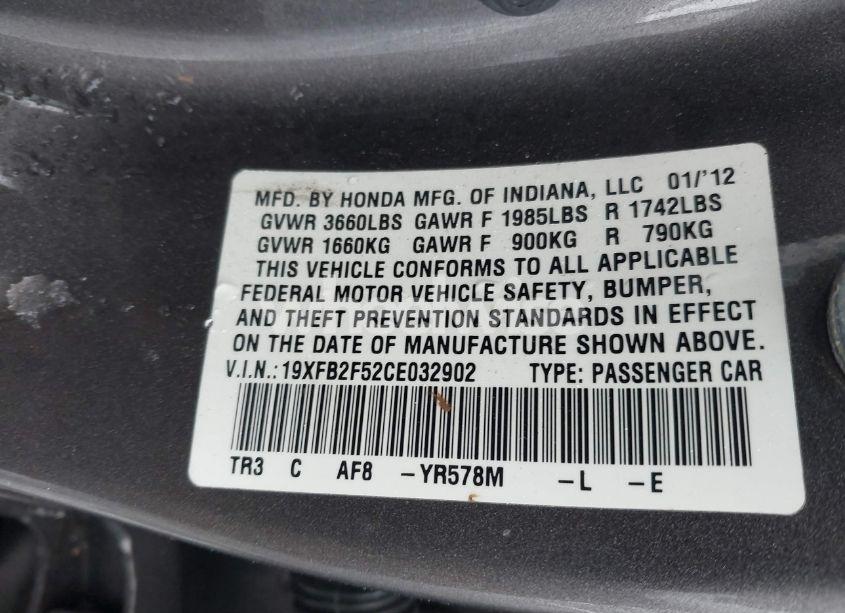 MFD. BY HONDA MFG. OF INDIANA, LLC 01/'12
GVWR 3660LBS GAWR F 1985LBS R 1742LBS
GVWR 1660KG GAWR F 900KG R 790KG
THIS VEHICLE CONFORMS TO ALL APPLICABLE
FEDERAL MOTOR VEHICLE SAFETY, BUMPER,
AND THEFT PREVENTION STANDARDS IN EFFECT
ON THE DATE OF MANUFACTURE SHOWN ABOVE.
V.I.N.: 19XFB2F52CE032902 TYPE: PASSENGER CAR
TR3 C AF8 -YR578M -L -E